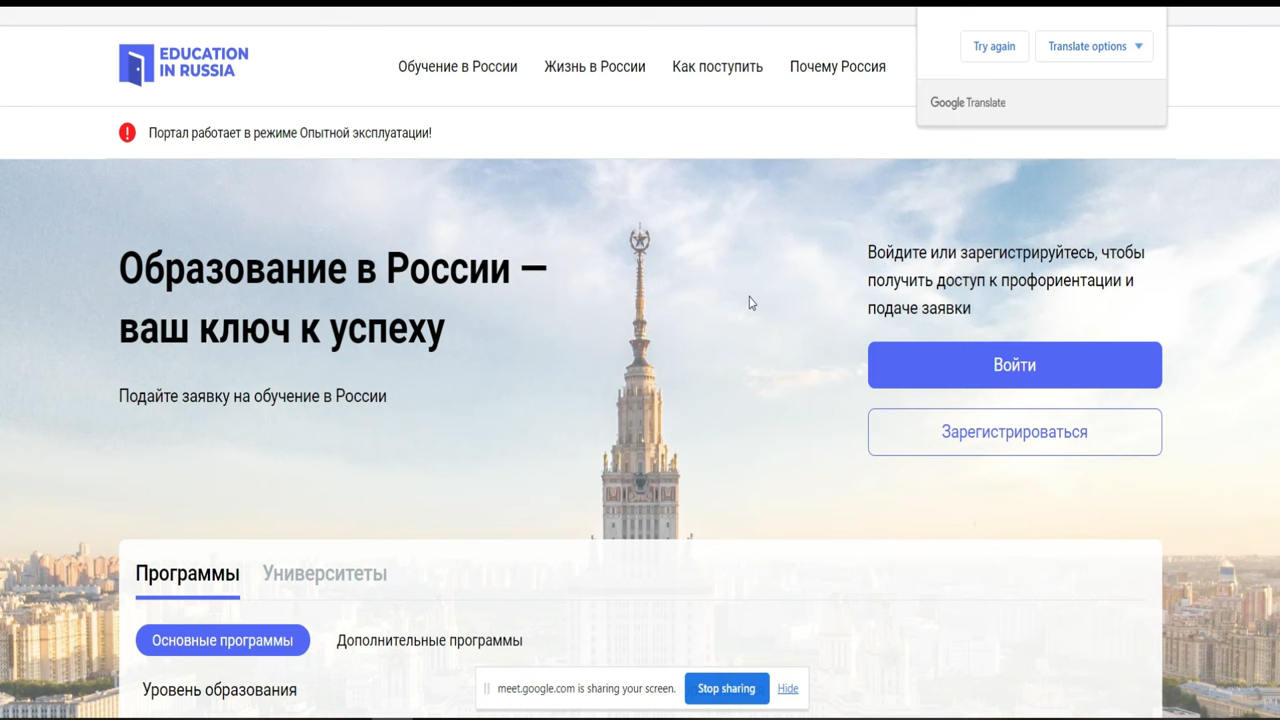 EDUCATION
IN RUSSIA
Обучение в России
Жизнь в России
Как поступить
Почему Россия
Try again
Translate options
Google Translate
Портал работает в режиме Опытной эксплуатации!
Образование в России —
ваш ключ к успеху
Подайте заявку на обучение в России
Войдите или зарегистрируйтесь, чтобы
получить доступ к профориентации и
подаче заявки
Войти
Зарегистрироваться
Программы
Университеты
Основные программы
Дополнительные программы
Уровень образования
meet.google.com is sharing your screen.
Stop sharing
Hide